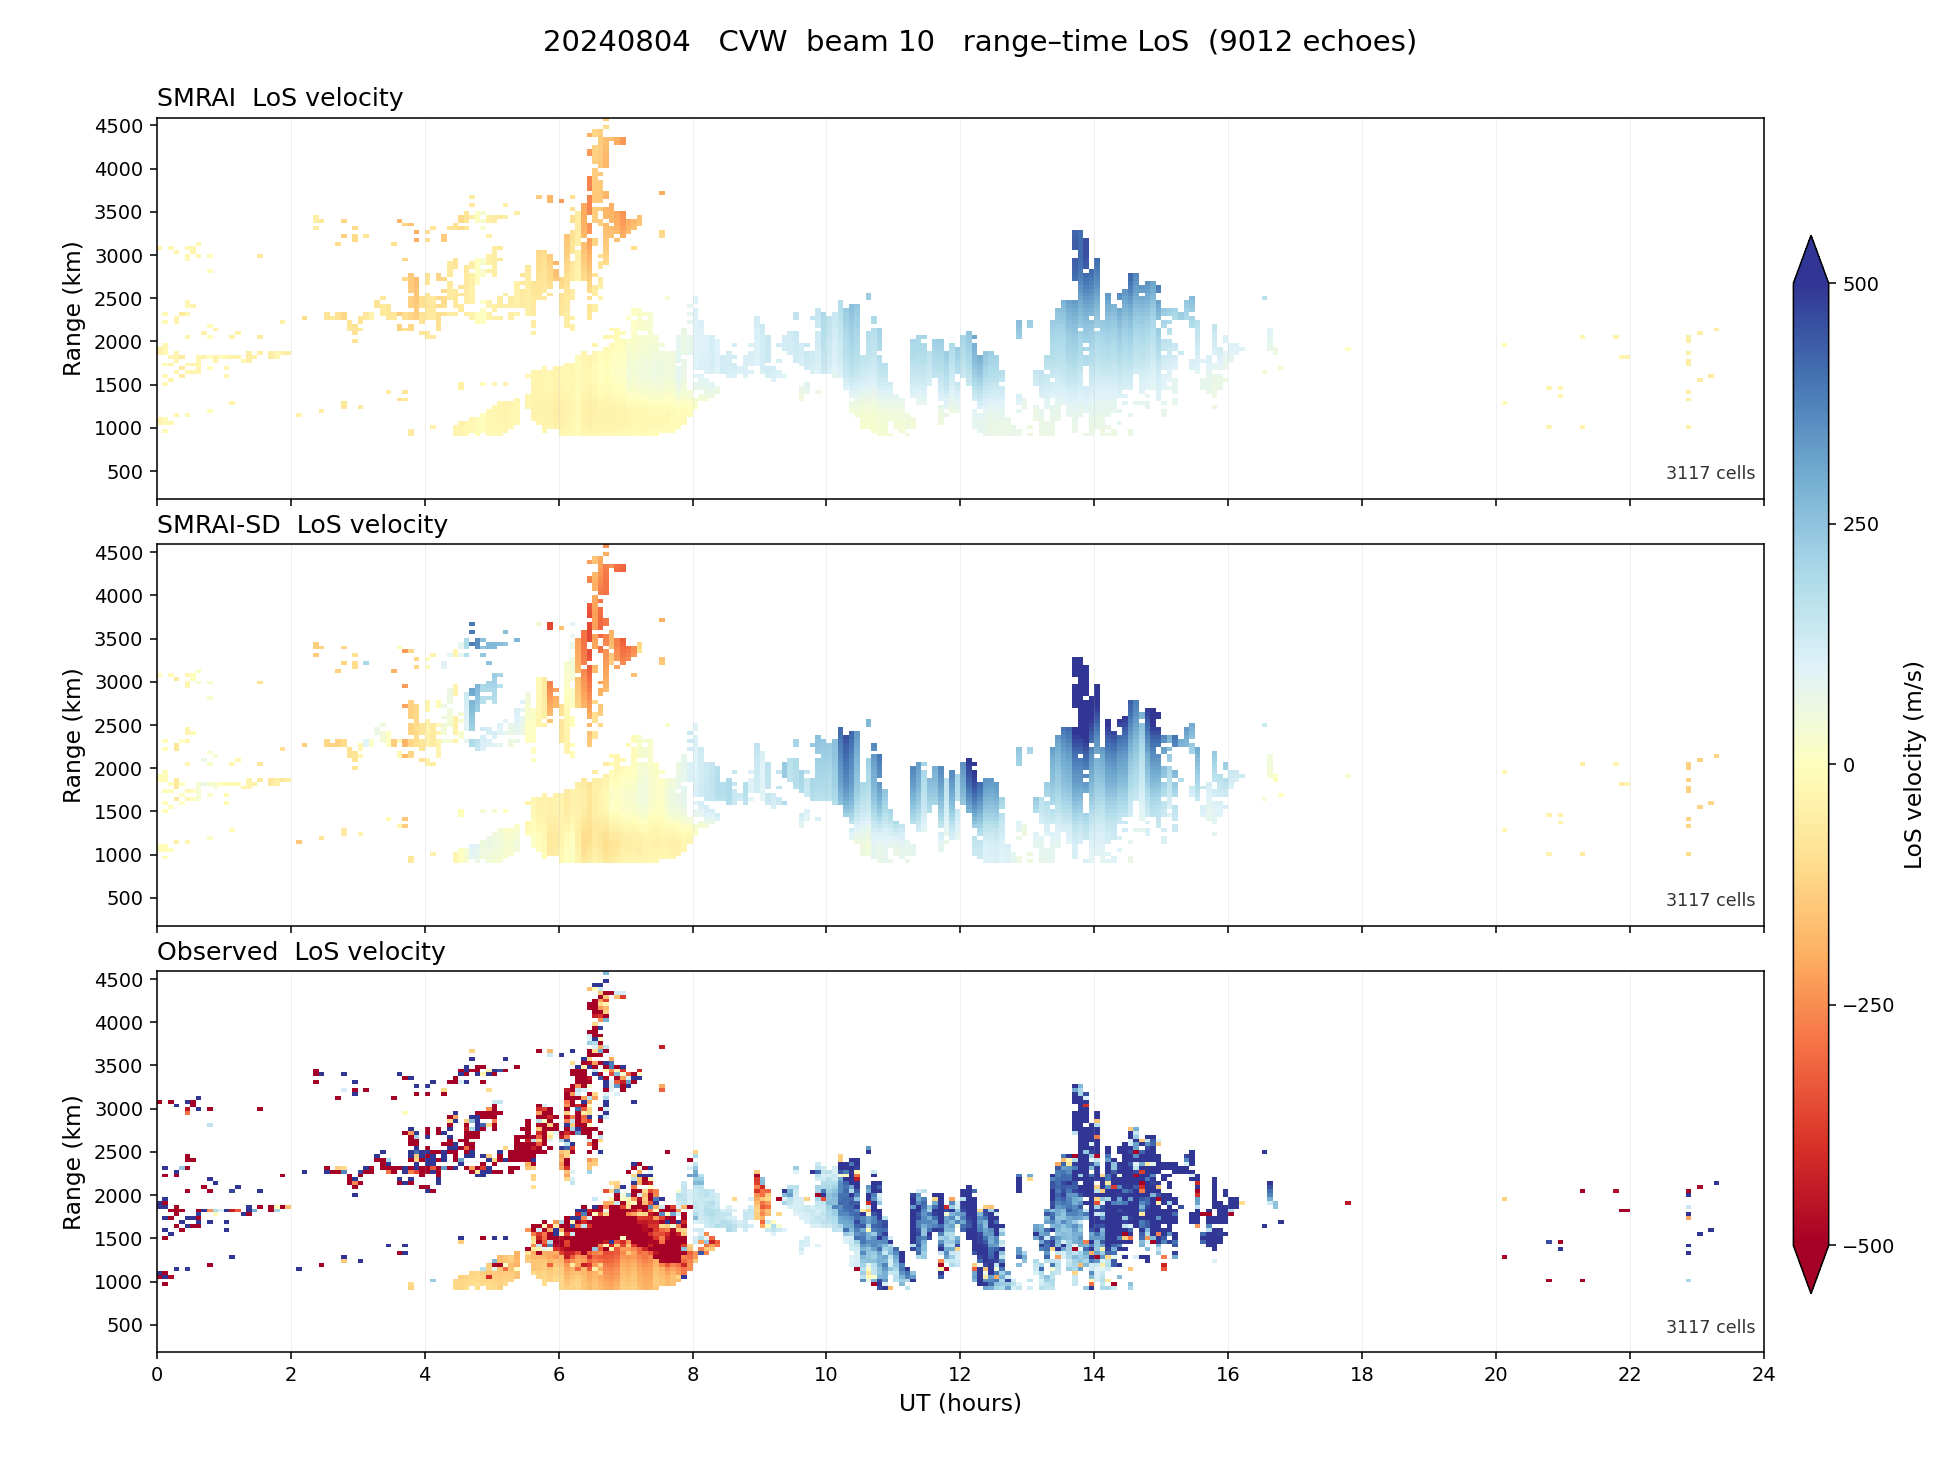 20240804 CVW beam 10 range–time LoS (9012 echoes)
SMRAI LoS velocity
4500
4000
3500
3000
2500
2000
1500
1000
500
Range (km)
3117 cells
SMRAI-SD LoS velocity
4500
4000
3500
3000
2500
2000
1500
1000
500
Range (km)
3117 cells
Observed LoS velocity
4500
4000
3500
3000
2500
2000
1500
1000
500
Range (km)
3117 cells
0 2 4 6 8 10 12 14 16 18 20 22 24
UT (hours)
500
250
0
−250
−500
LoS velocity (m/s)